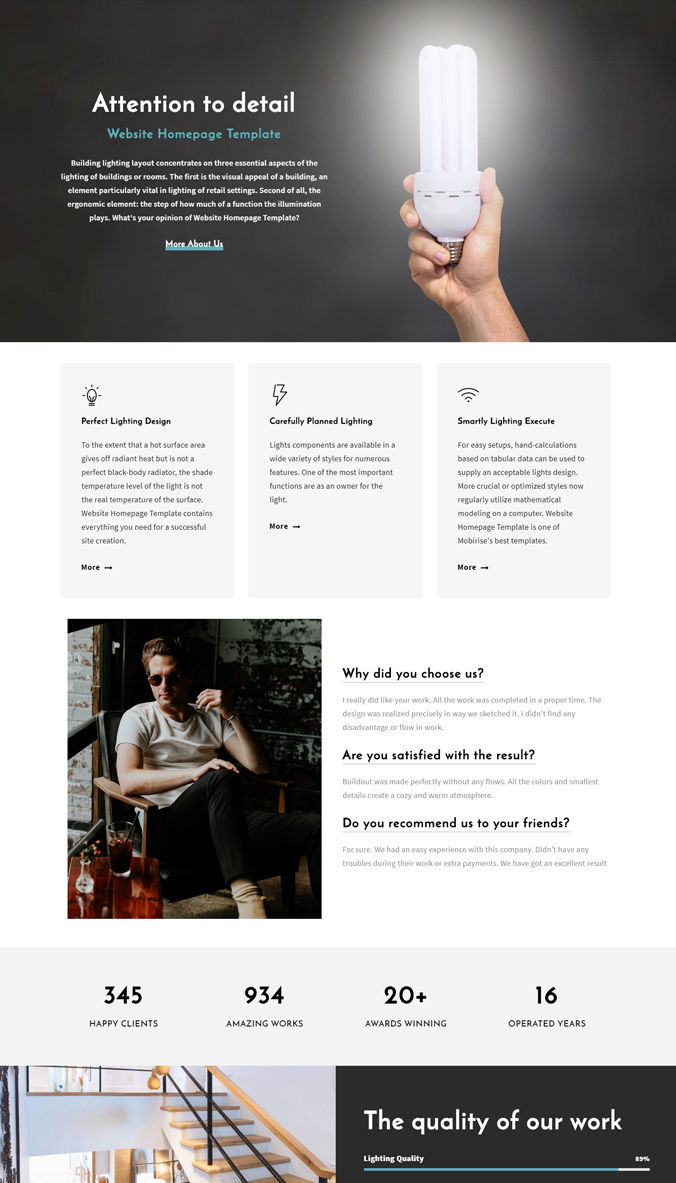 Attention to detail
Website Homepage Template
Building lighting layout concentrates on three essential aspects of the
lighting of buildings or rooms. The first is the visual appeal of a building, an
element particularly vital in lighting of retail settings. Second of all, the
ergonomic element: the step of how much of a function the illumination
plays. What's your opinion of Website Homepage Template?
More About Us
Perfect Lighting Design
To the extent that a hot surface area
gives off radiant heat but is not a
perfect black-body radiator, the shade
temperature level of the light is not
the real temperature of the surface.
Website Homepage Template contains
everything you need for a successful
site creation.
More →
Carefully Planned Lighting
Lights components are available in a
wide variety of styles for numerous
features. One of the most important
functions are as an owner for the
light.
More →
Smartly Lighting Execute
For easy setups, hand-calculations
based on tabular data can be used to
supply an acceptable lights design.
More crucial or optimized styles now
regularly utilize mathematical
modeling on a computer. Website
Homepage Template is one of
Mobirise's best templates.
More →
Why did you choose us?
I really did like your work. All the work was completed in a proper time. The
design was realized precisely in way we sketched it. I didn't find any
disadvantage or flow in work.
Are you satisfied with the result?
Buildout was made perfectly without any flows. All the colors and smallest
details create a cozy and warm atmosphere.
Do you recommend us to your friends?
For sure. We had an easy experience with this company. Didn't have any
troubles during their work or extra payments. We have got an excellent result
345
HAPPY CLIENTS
934
AMAZING WORKS
20+
AWARDS WINNING
16
OPERATED YEARS
The quality of our work
Lighting Quality 89%